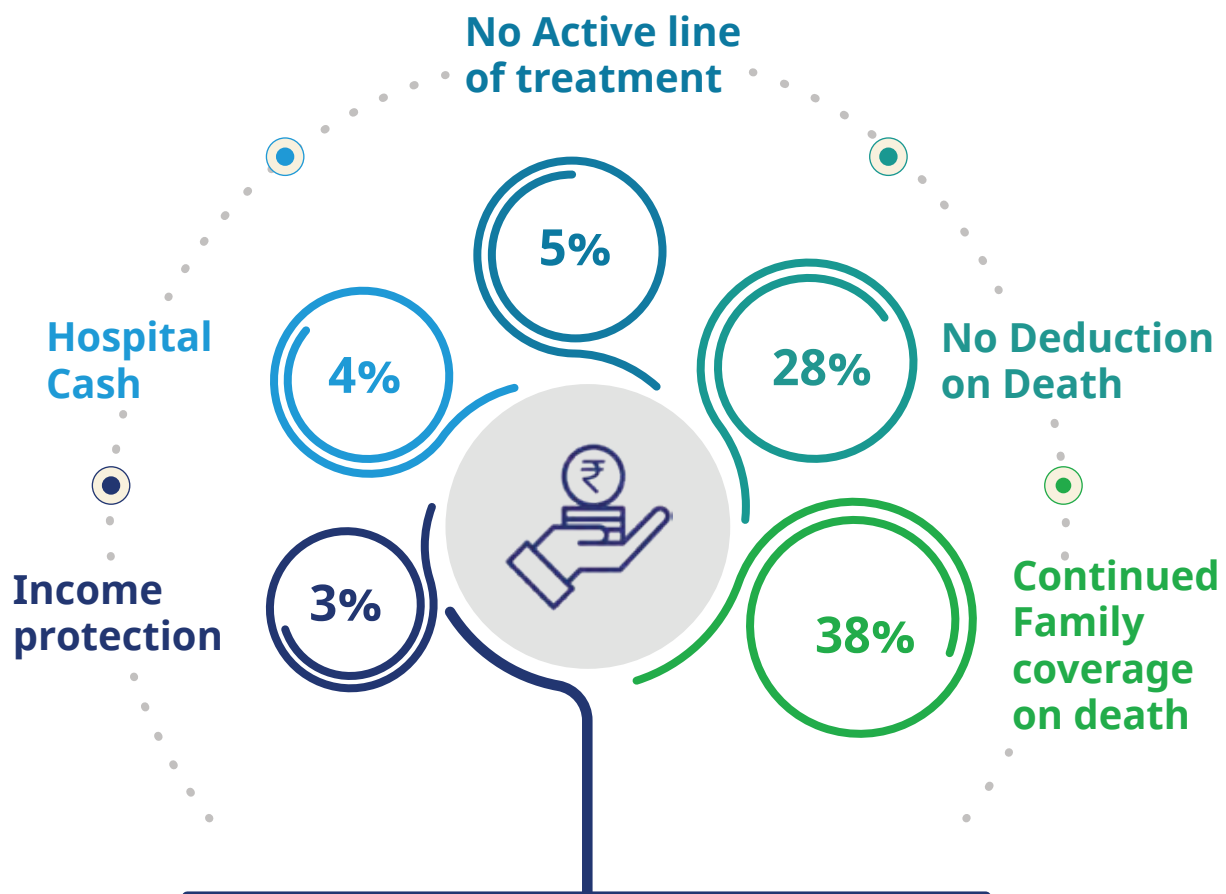 No Active line
of treatment
5%
Hospital
Cash
4%
28%
No Deduction
on Death
₹
Income
protection
3%
38%
Continued
Family
coverage
on death